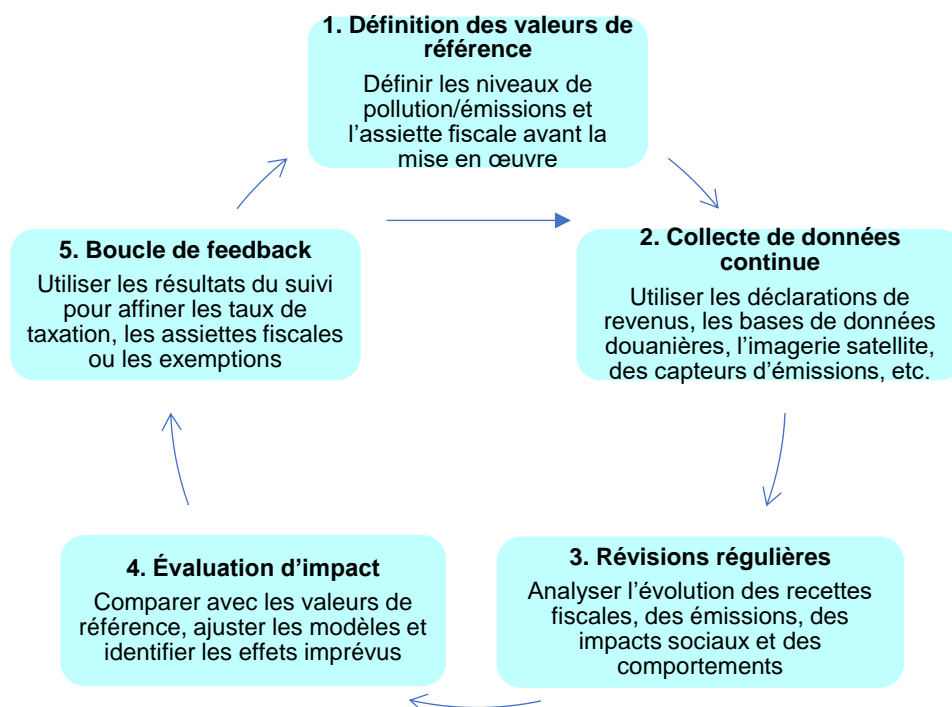 1. Définition des valeurs de
référence
Définir les niveaux de
pollution/émissions et
l’assiette fiscale avant la
mise en œuvre
2. Collecte de données
continue
Utiliser les déclarations de
revenus, les bases de données
douanières, l’imagerie satellite,
des capteurs d’émissions, etc.
3. Révisions régulières
Analyser l’évolution des recettes
fiscales, des émissions, des
impacts sociaux et des
comportements
4. Évaluation d’impact
Comparer avec les valeurs de
référence, ajuster les modèles et
identifier les effets imprévus
5. Boucle de feedback
Utiliser les résultats du suivi
pour affiner les taux de
taxation, les assiettes fiscales
ou les exemptions